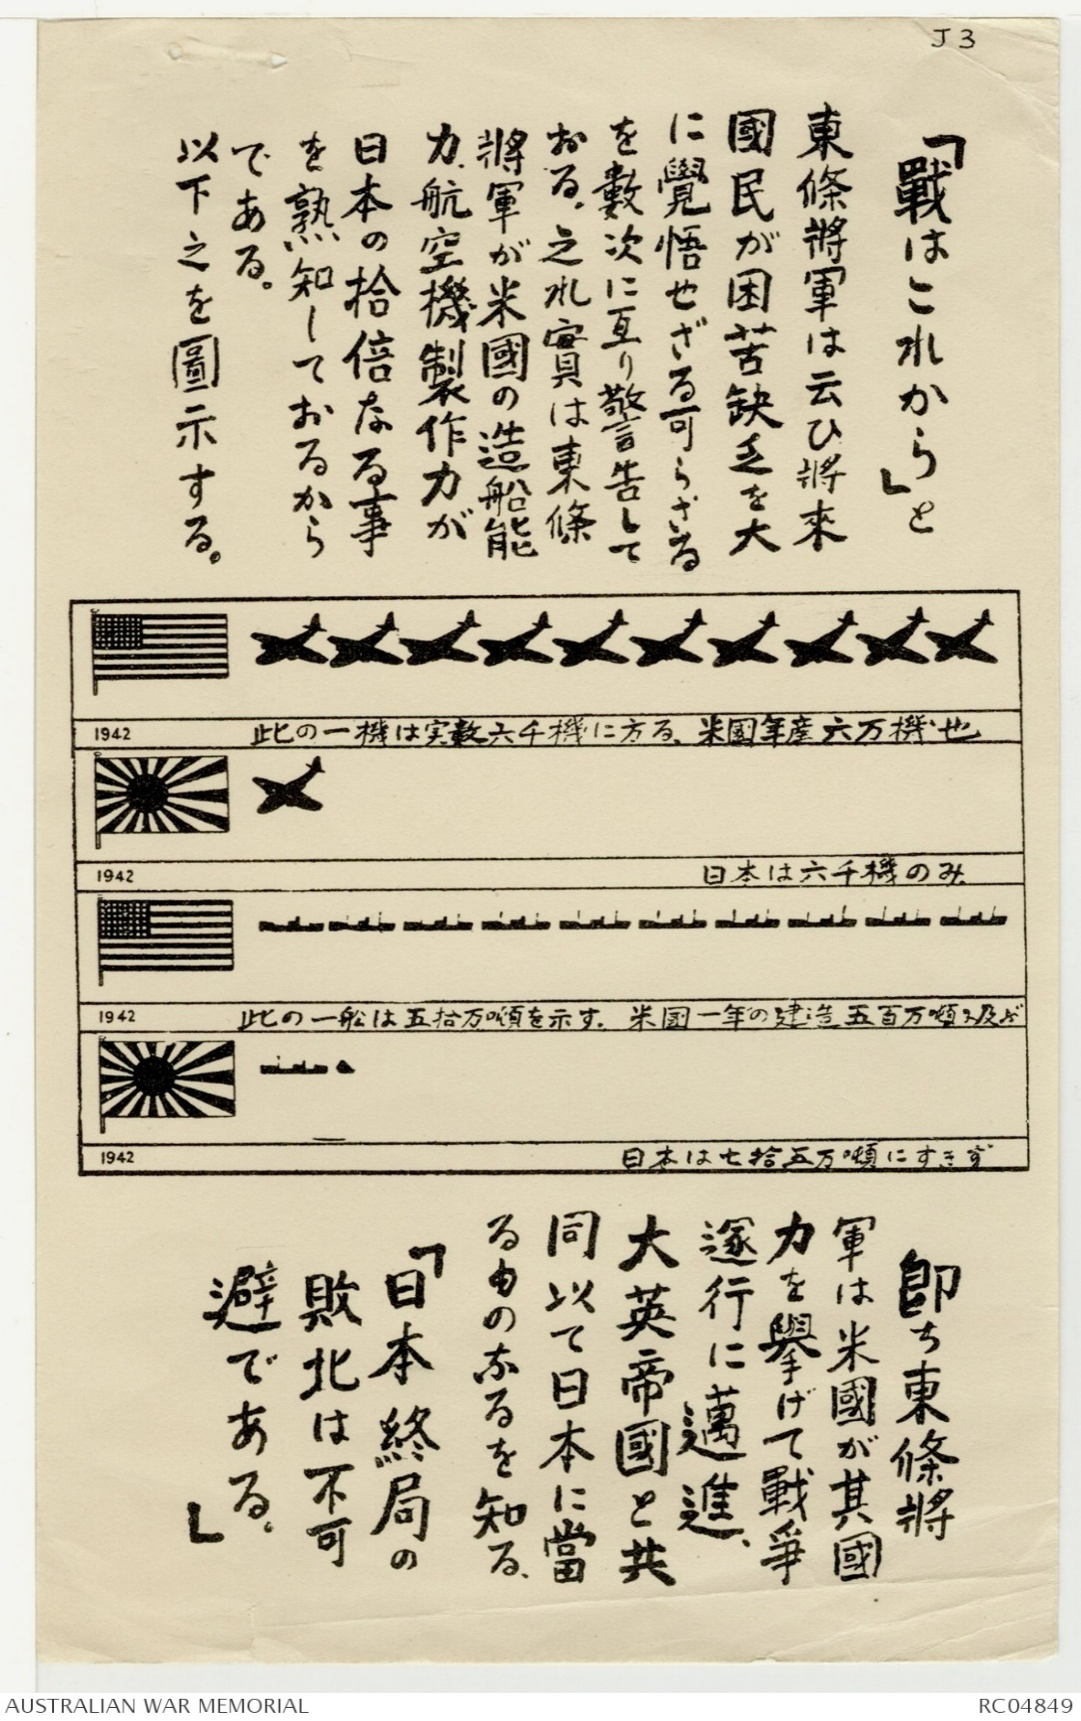 J3
「戰はこれから」と
東條將軍は云ひ將來
國民が困苦缺乏を大
に覺悟せざる可らざる
を數次に亙り警告して
おる、之れ實は東條
將軍が米國の造船能
力、航空機製作力が
日本の拾倍なる事
を熟知しておるから
である。
以下之を圖示する。
1942 此の一機は実數六千機に方る、米國年産六万機也
1942 日本は六千機のみ
1942 此の一船は五拾万噸を示す、米國一年の建造五百万噸に及ぶ
1942 日本は七拾五万噸にすぎず
卽ち東條將
軍は米國が其國
力を擧げて戰爭
遂行に邁進、
大英帝國と共
同以て日本に當
るものなるを知る、
「日本終局の
敗北は不可
避である。」
AUSTRALIAN WAR MEMORIAL
RC04849